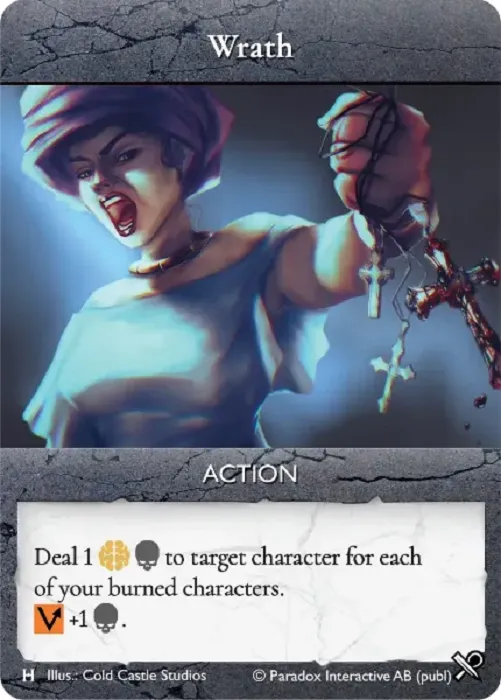 Wrath
ACTION
Deal 1 to target character for each
of your burned characters.
+1 .
H Illus.: Cold Castle Studios © Paradox Interactive AB (publ)